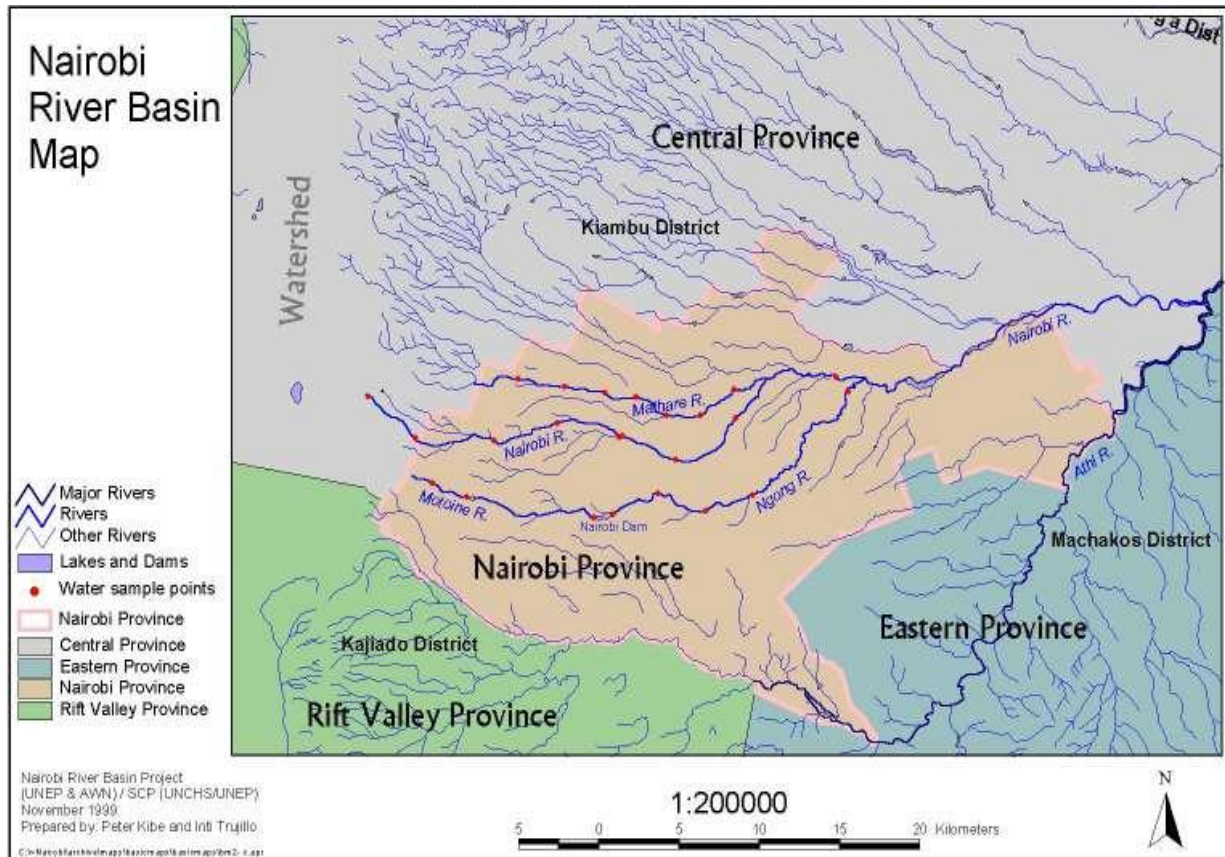 Nairobi
River Basin
Map
g a Dist
Central Province
Watershed
Kiambu District
Nairobi R.
Mathare R.
Nairobi R.
Athi R.
Motoine R.
Ngong R.
Nairobi Dam
Machakos District
Nairobi Province
Eastern Province
Kajiado District
Rift Valley Province
Major Rivers
Rivers
Other Rivers
Lakes and Dams
Water sample points
Nairobi Province
Central Province
Eastern Province
Nairobi Province
Rift Valley Province
Nairobi River Basin Project
(UNEP & AWN) / SCP (UNCHS/UNEP)
November 1999
Prepared by: Peter Kibe and Inti Trujillo
1:200000
5 0 5 10 15 20 Kilometers
N